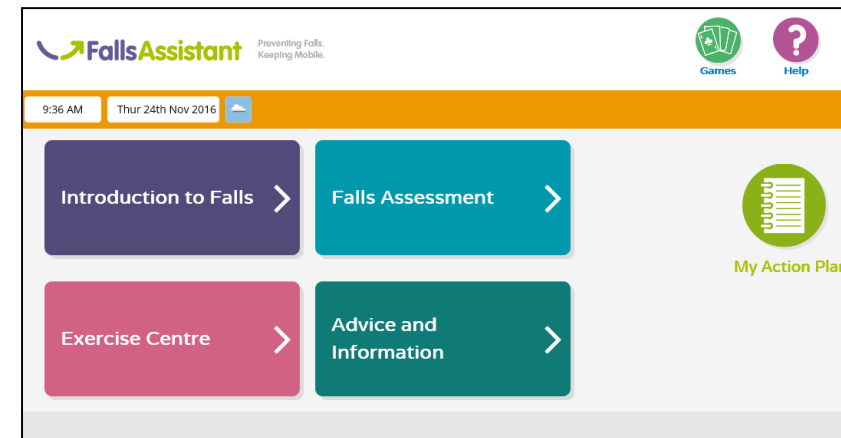 FallsAssistant
Preventing Falls.
Keeping Mobile.
Games
Help
9:36 AM
Thur 24th Nov 2016
Introduction to Falls
Falls Assessment
My Action Plan
Exercise Centre
Advice and
Information